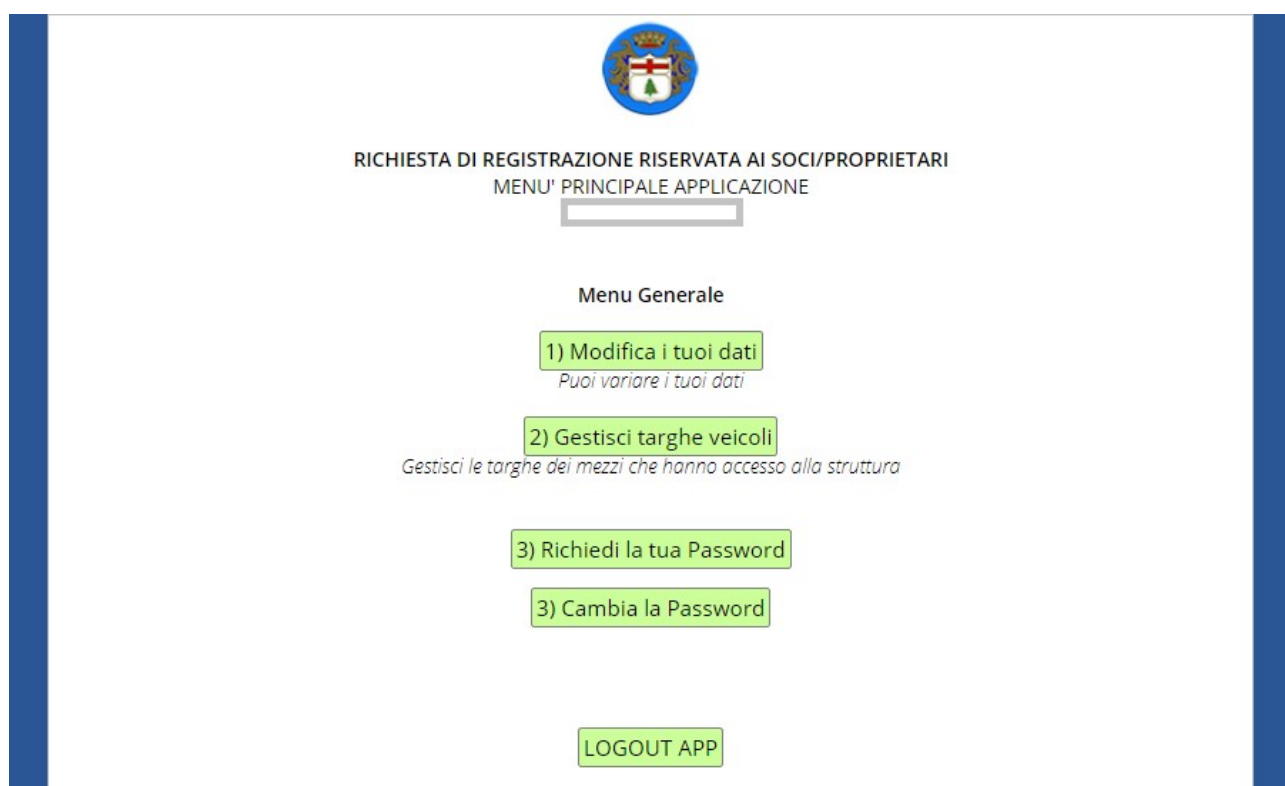 RICHIESTA DI REGISTRAZIONE RISERVATA AI SOCI/PROPRIETARI
MENU' PRINCIPALE APPLICAZIONE
Menu Generale
1) Modifica i tuoi dati
Puoi variare i tuoi dati
2) Gestisci targhe veicoli
Gestisci le targhe dei mezzi che hanno accesso alla struttura
3) Richiedi la tua Password
3) Cambia la Password
LOGOUT APP